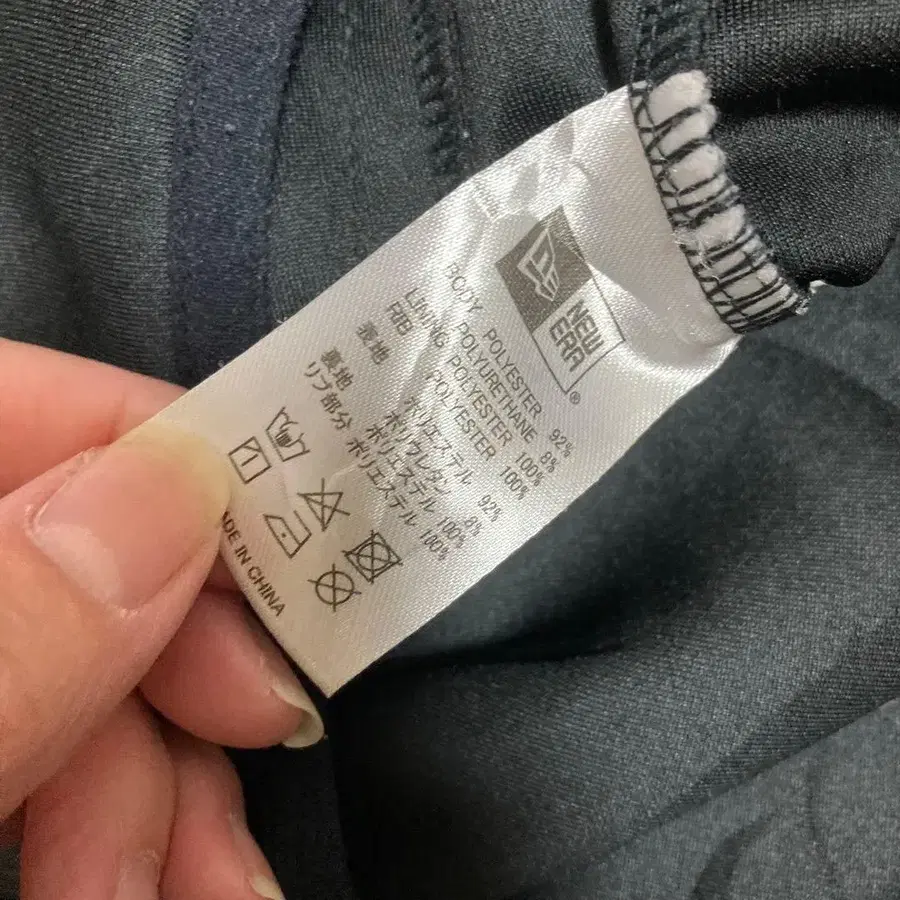 NEW
ERA
®
BODY POLYESTER 92%
POLYURETHANE 8%
LINING POLYESTER 100%
RIB POLYESTER 100%
表地 ポリエステル 92%
ポリウレタン 8%
裏地 ポリエステル 100%
リブ部分 ポリエステル 100%
ADE IN CHINA